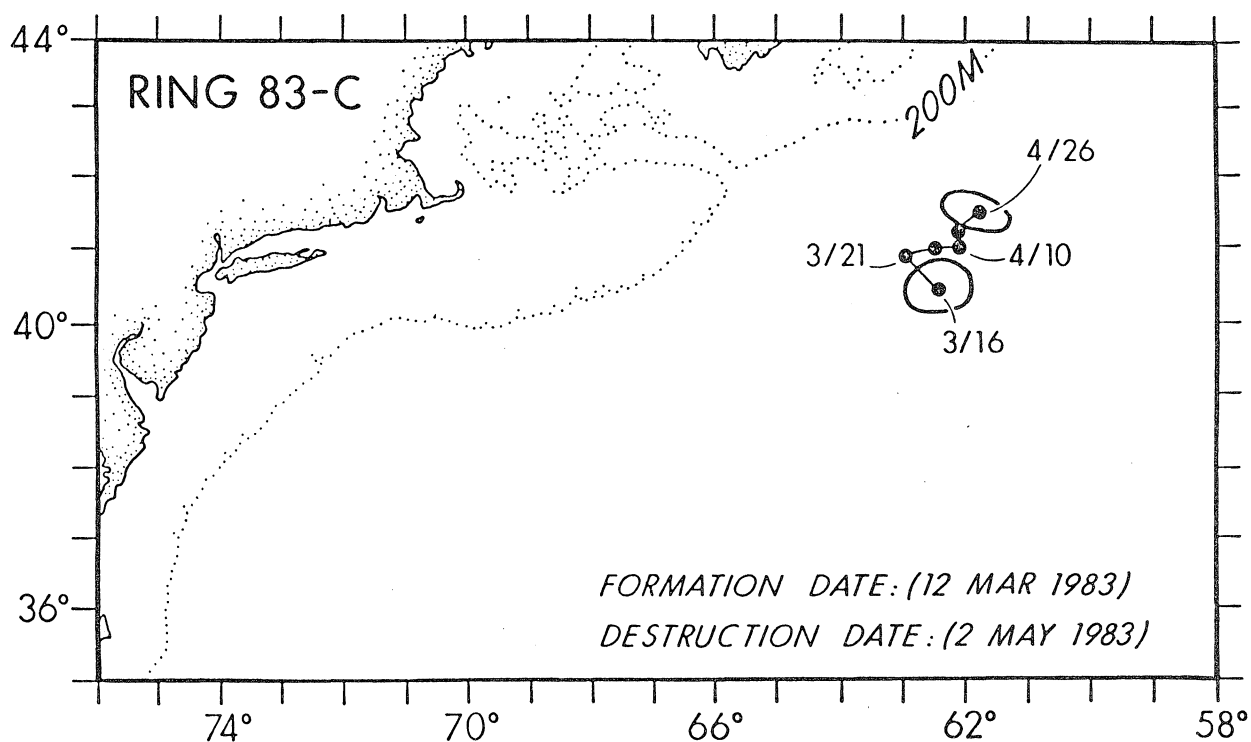 44°
RING 83-C
200M
4/26
3/21
4/10
40°
3/16
36°
FORMATION DATE: (12 MAR 1983)
DESTRUCTION DATE: (2 MAY 1983)
74° 70° 66° 62° 58°